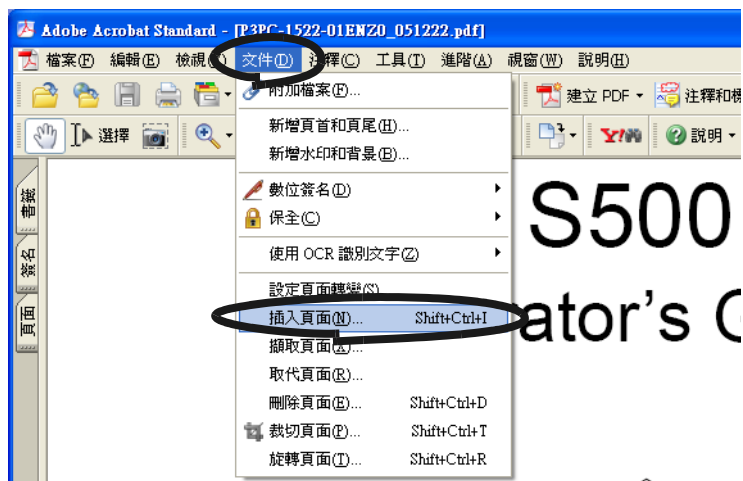 Adobe Acrobat Standard - [P3PC-1522-01ENZ0_051222.pdf]
檔案(F) 編輯(E) 檢視 文件(D) 注釋(C) 工具(T) 進階(A) 視窗(W) 說明(H)
建立 PDF 注釋和
選擇 Y! 說明
附加檔案(F)...
新增頁首和頁尾(H)...
新增水印和背景(B)...
數位簽名(D)
保全(C)
使用 OCR 識別文字(Z)
設定頁面轉變(S)
插入頁面(N)... Shift+Ctrl+I
擷取頁面(X)...
取代頁面(R)...
刪除頁面(E)... Shift+Ctrl+D
裁切頁面(P)... Shift+Ctrl+T
旋轉頁面(T)... Shift+Ctrl+R
書籤
簽名
頁面
S500
ator's G